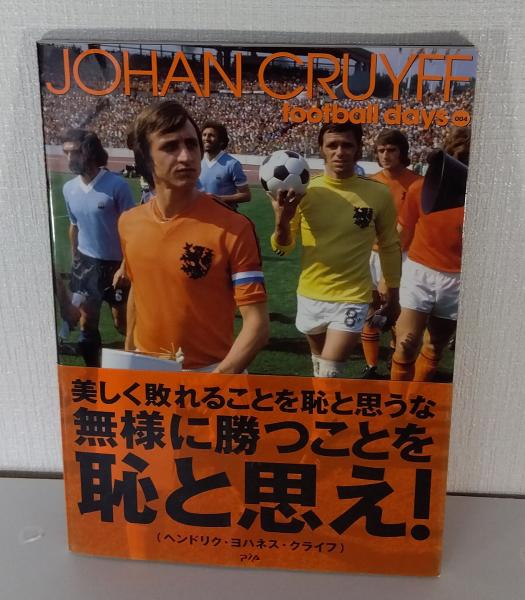 JOHAN CRUYFF
football days 004
8
美しく敗れることを恥と思うな
無様に勝つことを
恥と思え!
(ヘンドリク・ヨハネス・クライフ)
PIA